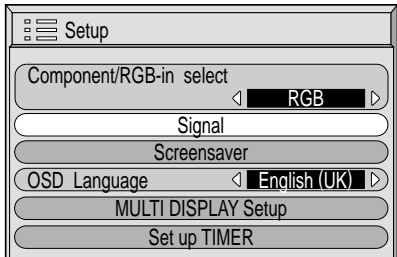 Setup
Component/RGB-in select
RGB
Signal
Screensaver
OSD Language English (UK)
MULTI DISPLAY Setup
Set up TIMER